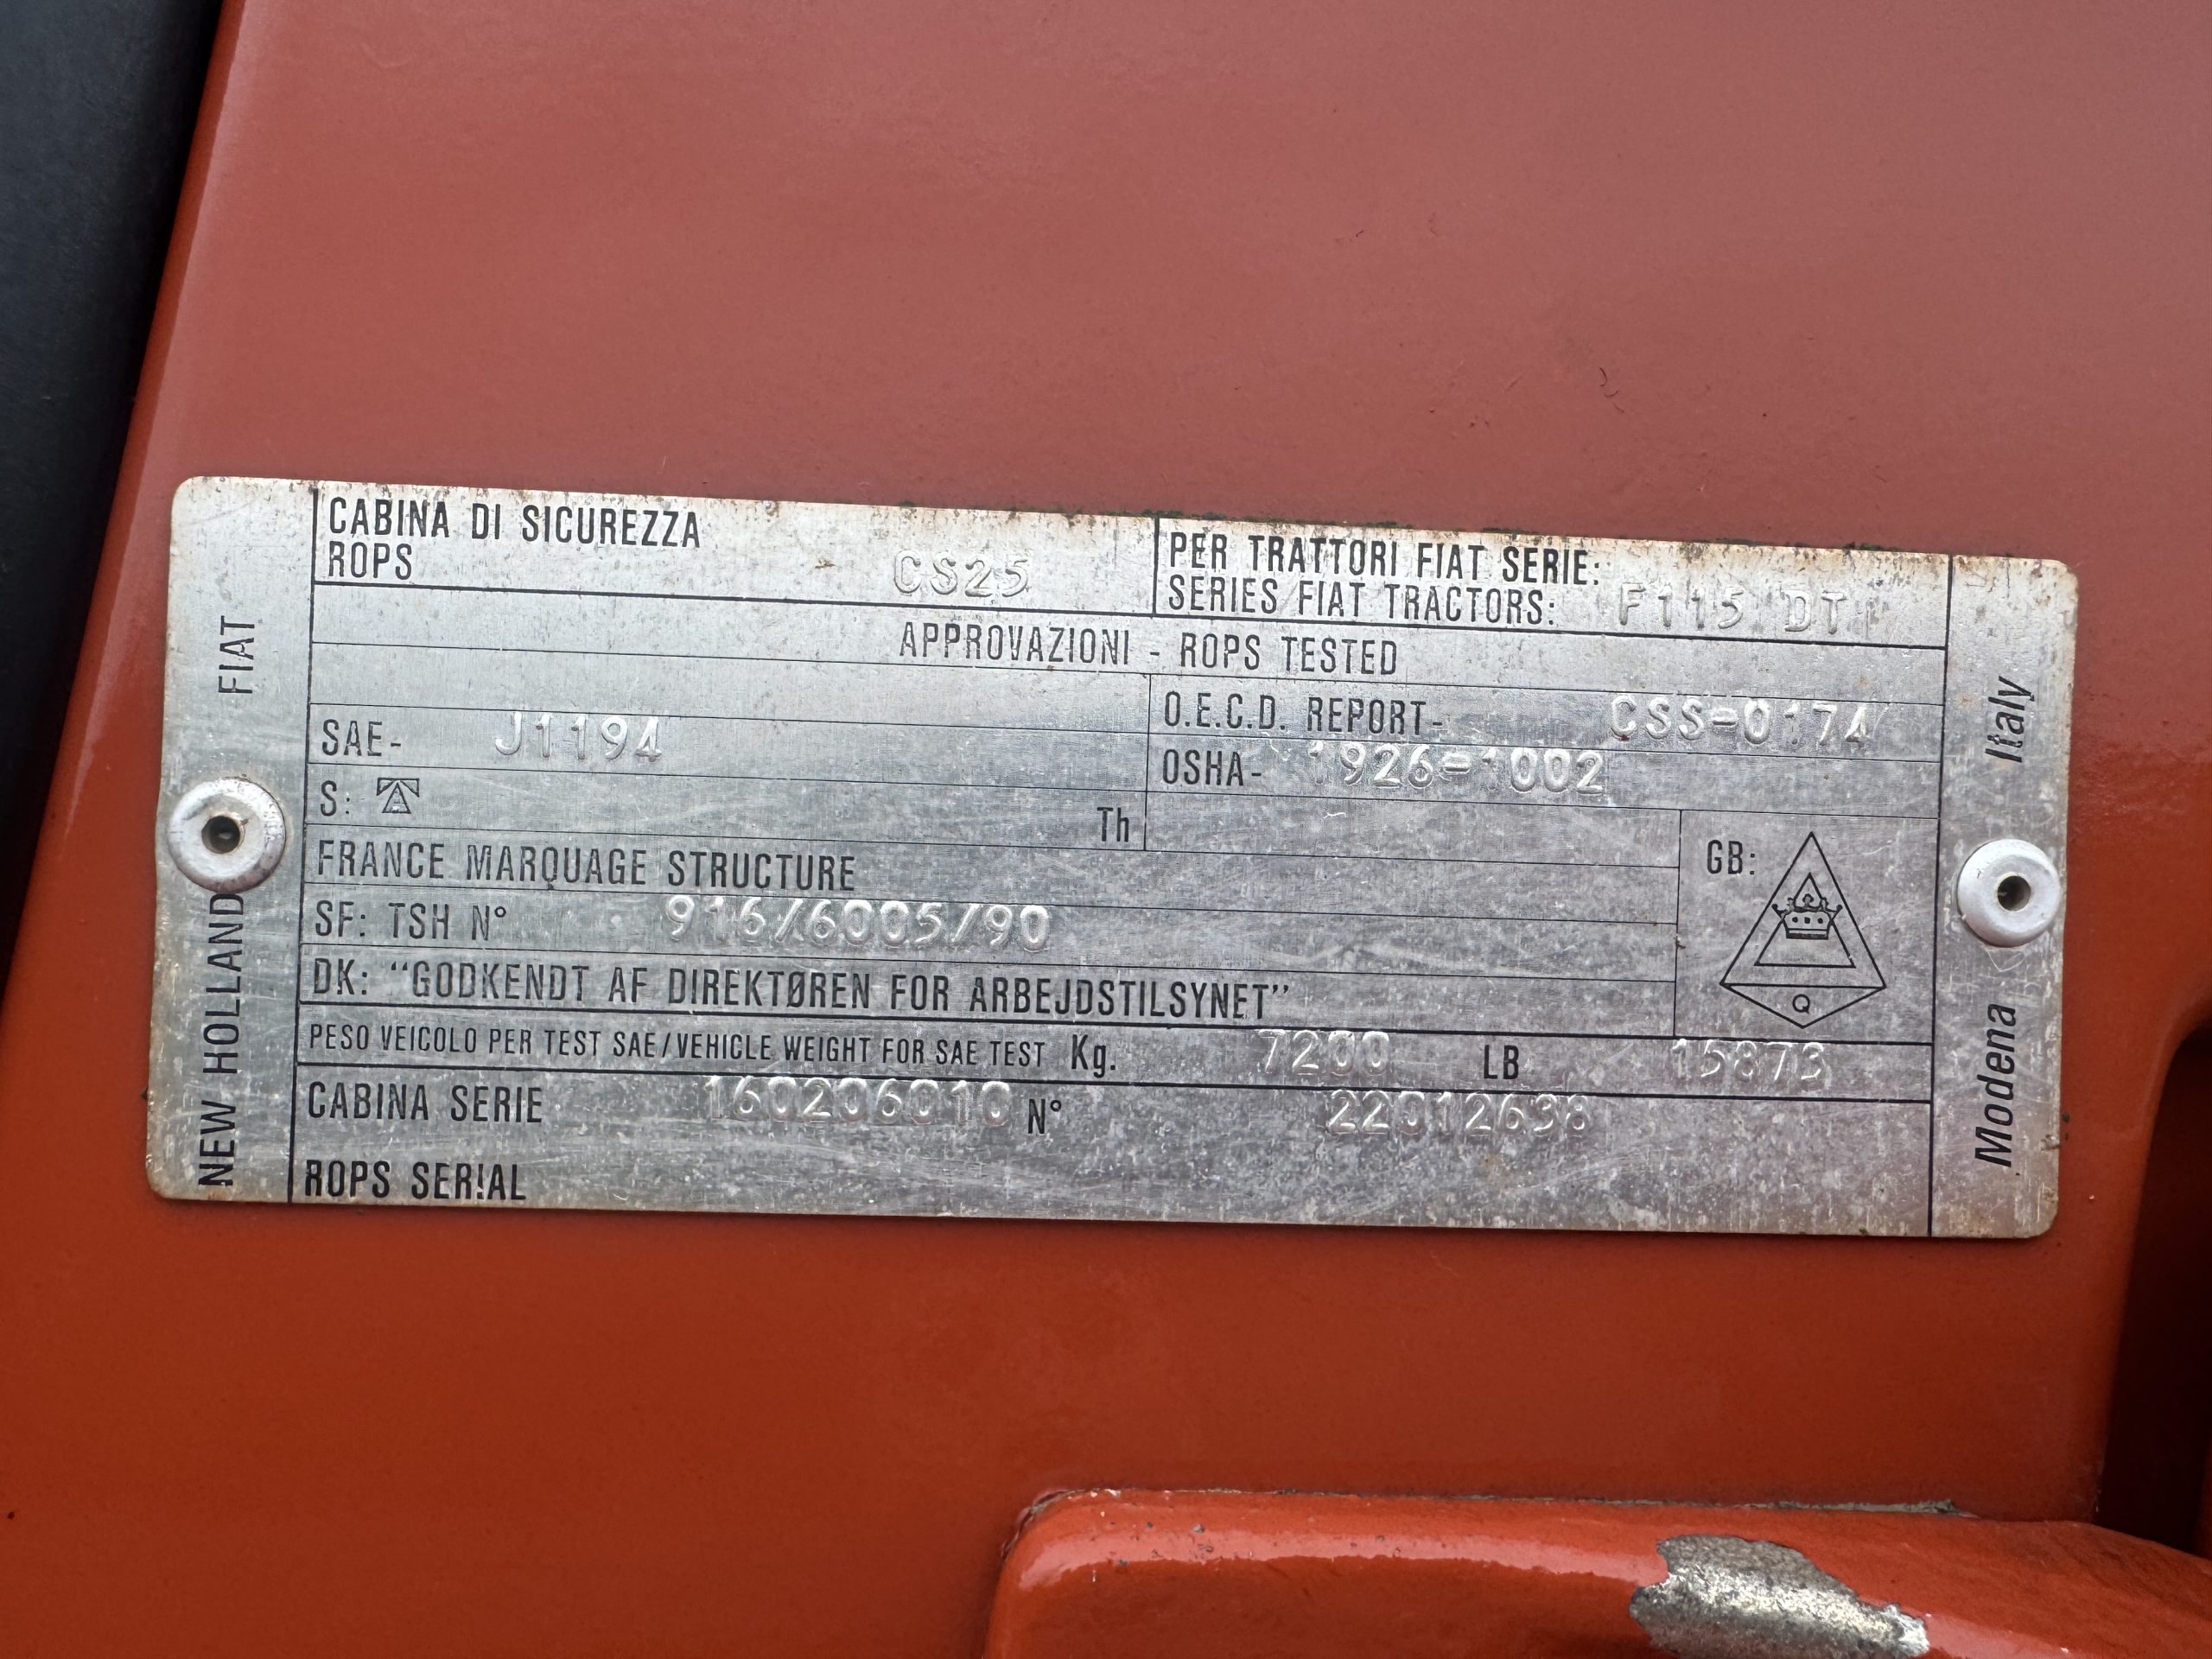 CABINA DI SICUREZZA
ROPS CS25
PER TRATTORI FIAT SERIE:
SERIES FIAT TRACTORS: F115 DT
APPROVAZIONI - ROPS TESTED
O.E.C.D. REPORT- CSS-0174
SAE- J1194
OSHA- 1926-1002
S:
Th
GB:
Q
FRANCE MARQUAGE STRUCTURE
SF: TSH N° 916/6005/90
DK: “GODKENDT AF DIREKTØREN FOR ARBEJDSTILSYNET”
PESO VEICOLO PER TEST SAE/VEHICLE WEIGHT FOR SAE TEST Kg. 7200 LB 15873
CABINA SERIE 160206010 N° 22012638
ROPS SERIAL
NEW HOLLAND FIAT
Modena Italy